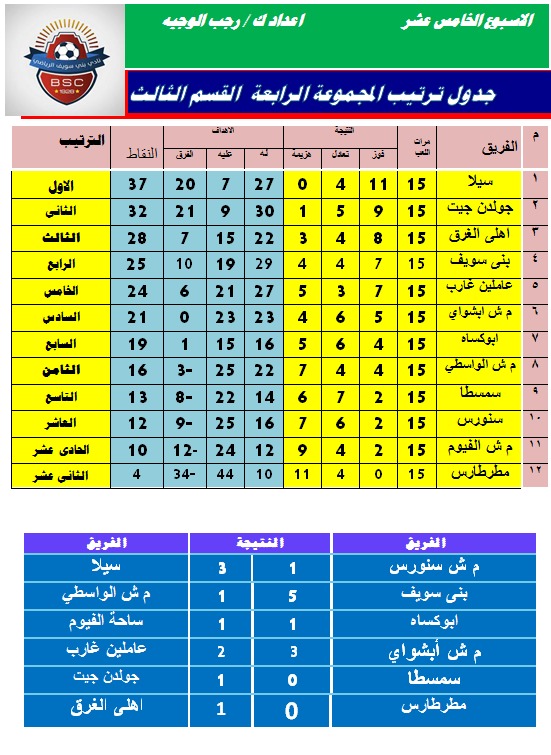 الاسبوع الخامس عشر اعداد ك / رجب الوجيه
نادي بني سويف الرياضي
BSC
1928
جدول ترتيب المجموعة الرابعة القسم الثالث
م الفريق مرات اللعب النتيجة الاهداف النقاط الترتيب
فوز تعادل هزيمة له عليه الفرق
١ سيلا 15 11 4 0 27 7 20 37 الاول
٢ جولدن جيت 15 9 5 1 30 9 21 32 الثانى
٣ اهلى الغرق 15 8 4 3 22 15 7 28 الثالث
٤ بنى سويف 15 7 4 4 29 19 10 25 الرابع
٥ عاملين غارب 15 7 3 5 27 21 6 24 الخامس
٦ م ش ابشواي 15 5 6 4 23 23 0 21 السادس
٧ ابوكساه 15 4 6 5 16 15 1 19 السابع
٨ م ش الواسطي 15 4 4 7 22 25 3- 16 الثامن
٩ سمسطا 15 2 7 6 14 22 8- 13 التاسع
١٠ سنورس 15 2 6 7 16 25 9- 12 العاشر
١١ م ش الفيوم 15 2 4 9 12 24 12- 10 الحادى عشر
١٢ مطرطارس 15 0 4 11 10 44 34- 4 الثانى عشر
الفريق النتيجة الفريق
م ش سنورس 1 3 سيلا
بنى سويف 5 1 م ش الواسطي
ابوكساه 1 1 ساحة الفيوم
م ش أبشواي 3 2 عاملين غارب
سمسطا 0 1 جولدن جيت
مطرطارس 0 1 اهلى الغرق